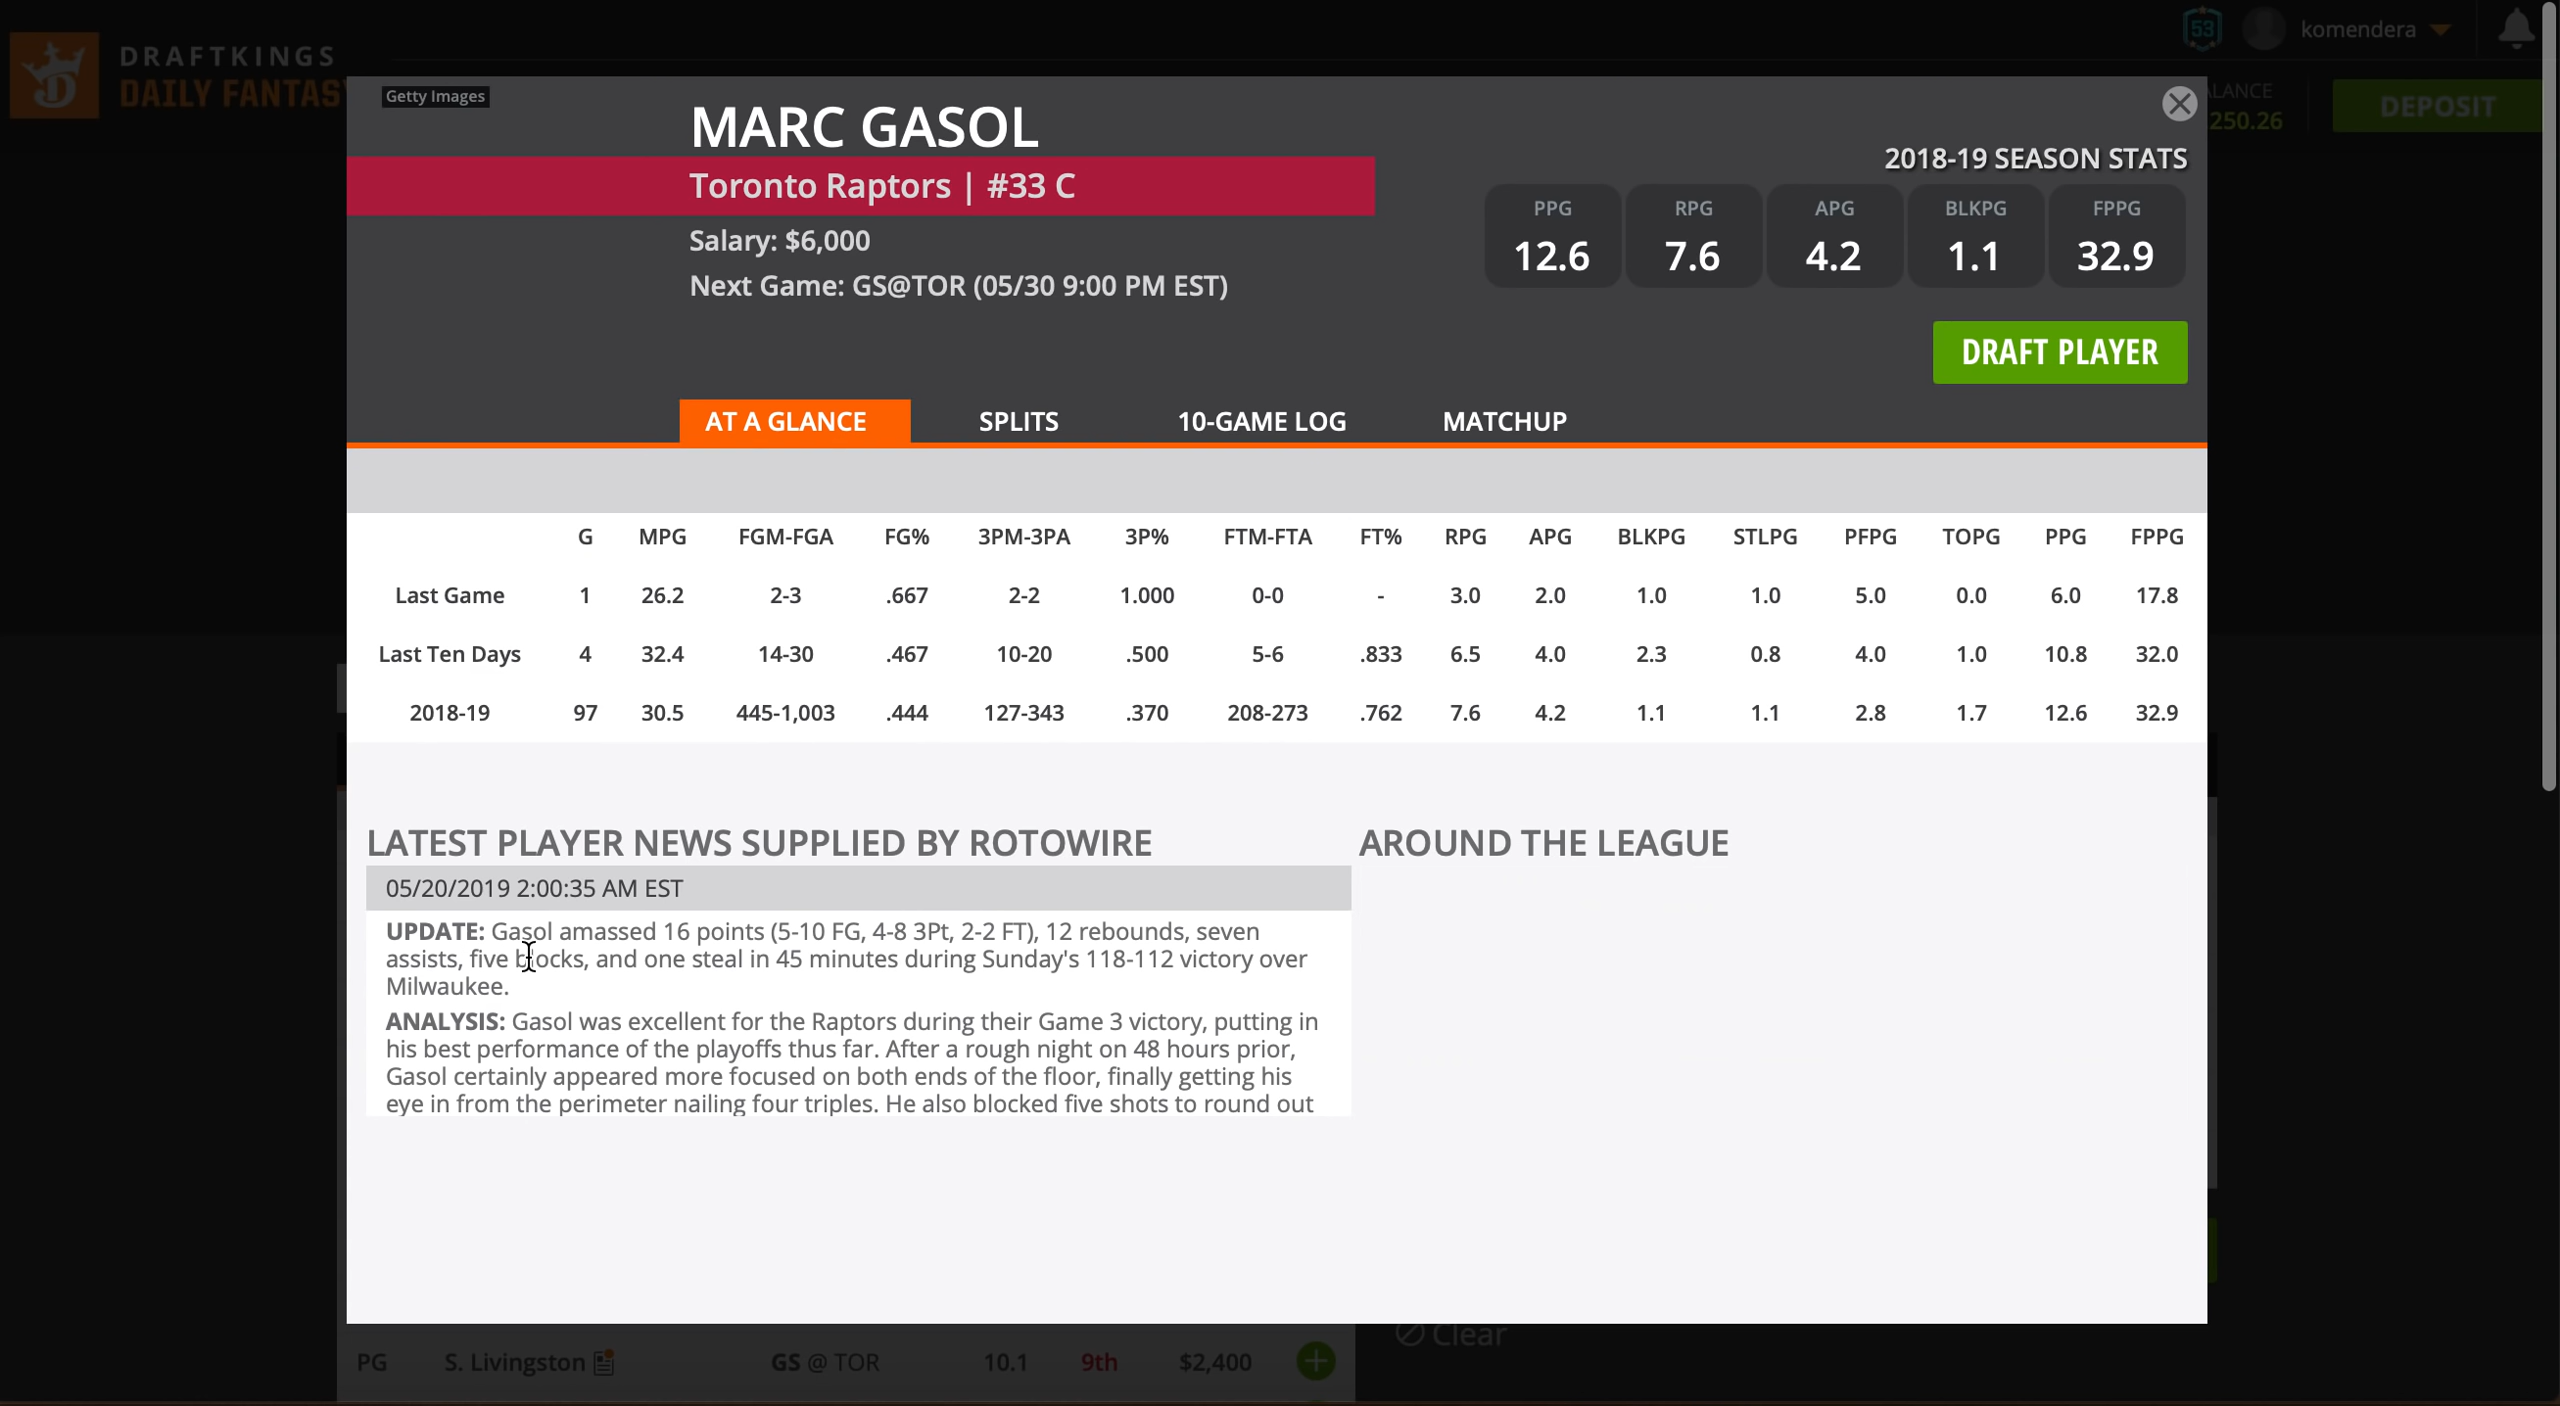 DRAFTKINGS
DAILY FANTAS
53
komendera
LANCE
250.26
DEPOSIT
Getty Images
MARC GASOL
Toronto Raptors | #33 C
Salary: $6,000
Next Game: GS@TOR (05/30 9:00 PM EST)
2018-19 SEASON STATS
PPG RPG APG BLKPG FPPG
12.6 7.6 4.2 1.1 32.9
DRAFT PLAYER
AT A GLANCE SPLITS 10-GAME LOG MATCHUP
G MPG FGM-FGA FG% 3PM-3PA 3P% FTM-FTA FT% RPG APG BLKPG STLPG PFPG TOPG PPG FPPG
Last Game 1 26.2 2-3 .667 2-2 1.000 0-0 - 3.0 2.0 1.0 1.0 5.0 0.0 6.0 17.8
Last Ten Days 4 32.4 14-30 .467 10-20 .500 5-6 .833 6.5 4.0 2.3 0.8 4.0 1.0 10.8 32.0
2018-19 97 30.5 445-1,003 .444 127-343 .370 208-273 .762 7.6 4.2 1.1 1.1 2.8 1.7 12.6 32.9
LATEST PLAYER NEWS SUPPLIED BY ROTOWIRE
05/20/2019 2:00:35 AM EST
UPDATE: Gasol amassed 16 points (5-10 FG, 4-8 3Pt, 2-2 FT), 12 rebounds, seven
assists, five blocks, and one steal in 45 minutes during Sunday's 118-112 victory over
Milwaukee.
ANALYSIS: Gasol was excellent for the Raptors during their Game 3 victory, putting in
his best performance of the playoffs thus far. After a rough night on 48 hours prior,
Gasol certainly appeared more focused on both ends of the floor, finally getting his
eye in from the perimeter nailing four triples. He also blocked five shots to round out
AROUND THE LEAGUE
PG S. Livingston GS @ TOR 10.1 9th $2,400
Clear